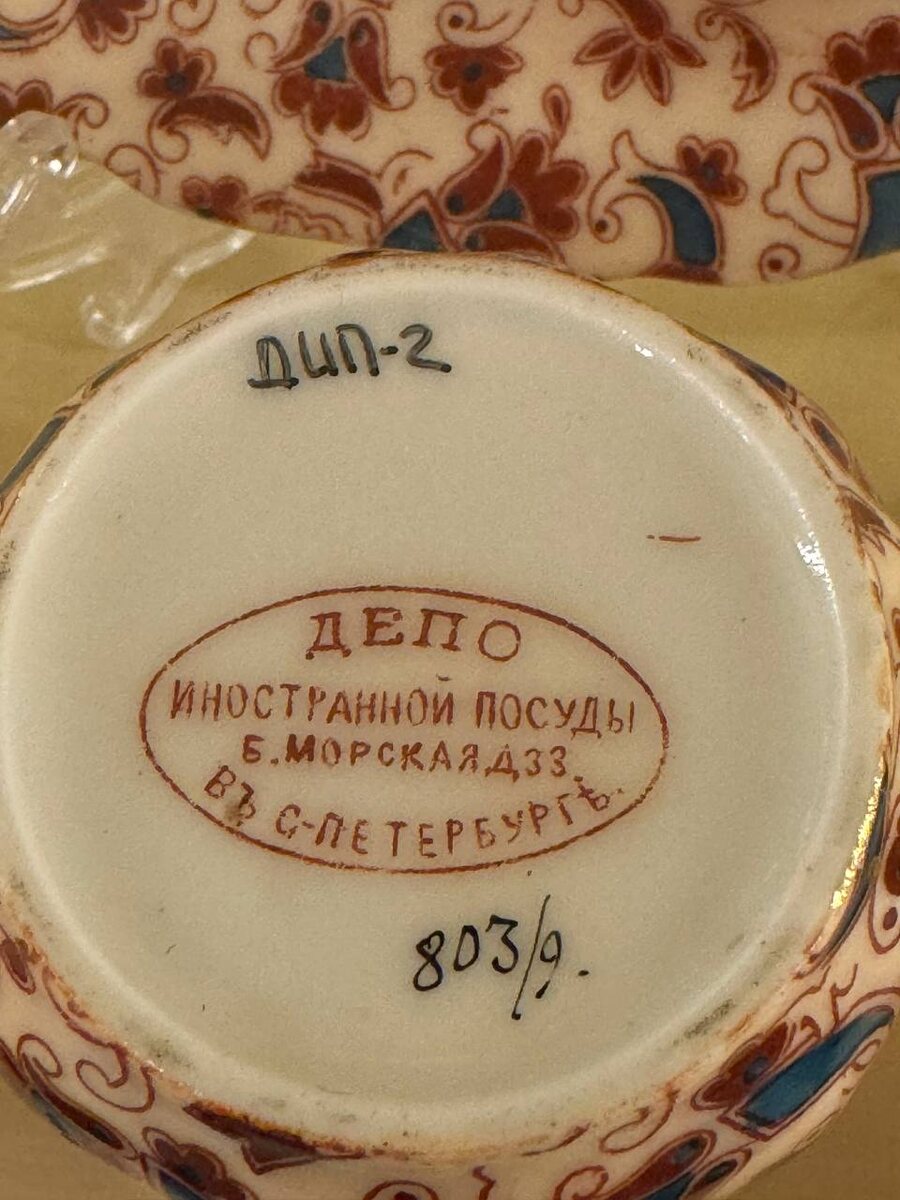 ДИП-2
ДЕПО
ИНОСТРАННОЙ ПОСУДЫ
Б. МОРСКАЯ Д 33.
ВЪ С-ПЕТЕРБУРГѢ.
803/9.